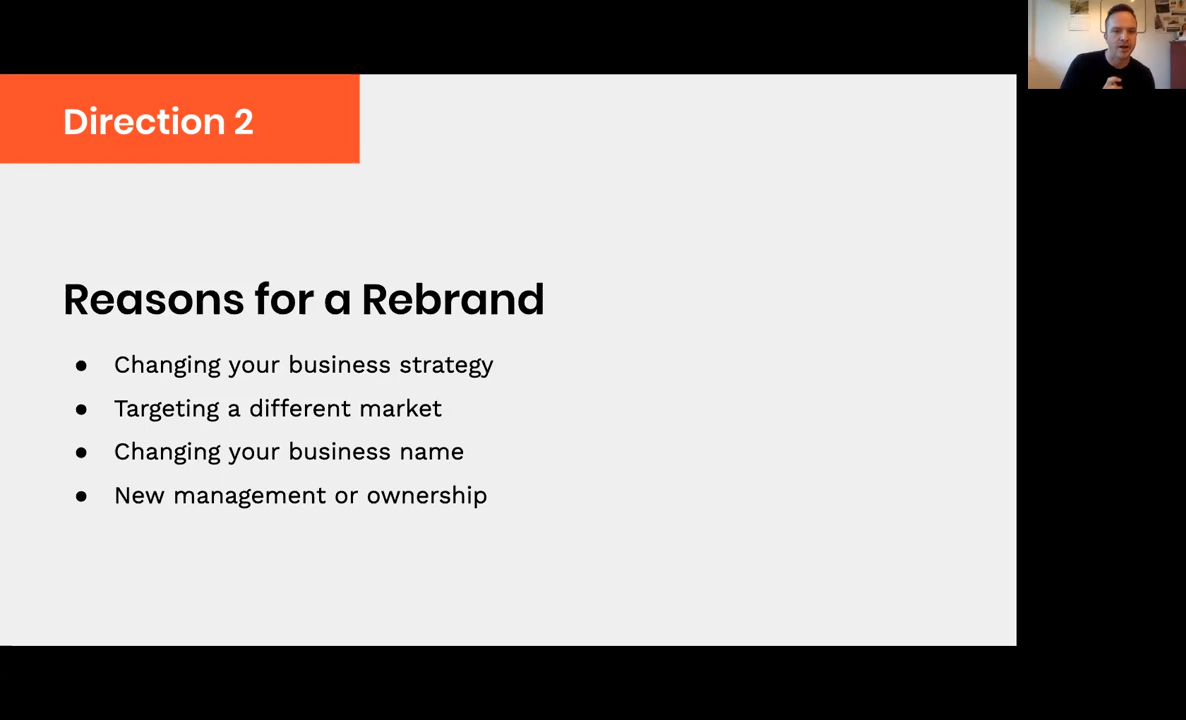 Direction 2
Reasons for a Rebrand
● Changing your business strategy
● Targeting a different market
● Changing your business name
● New management or ownership